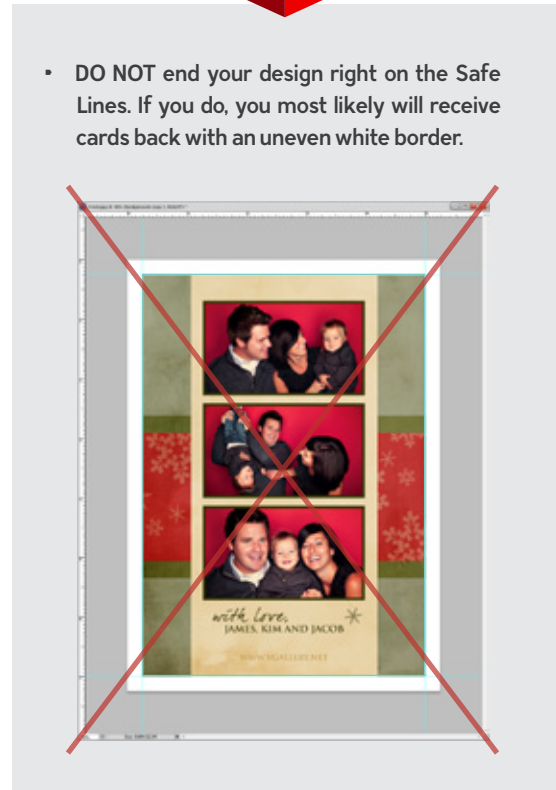 • DO NOT end your design right on the Safe
Lines. If you do, you most likely will receive
cards back with an uneven white border.
with love,
JAMES, KIM AND JACOB